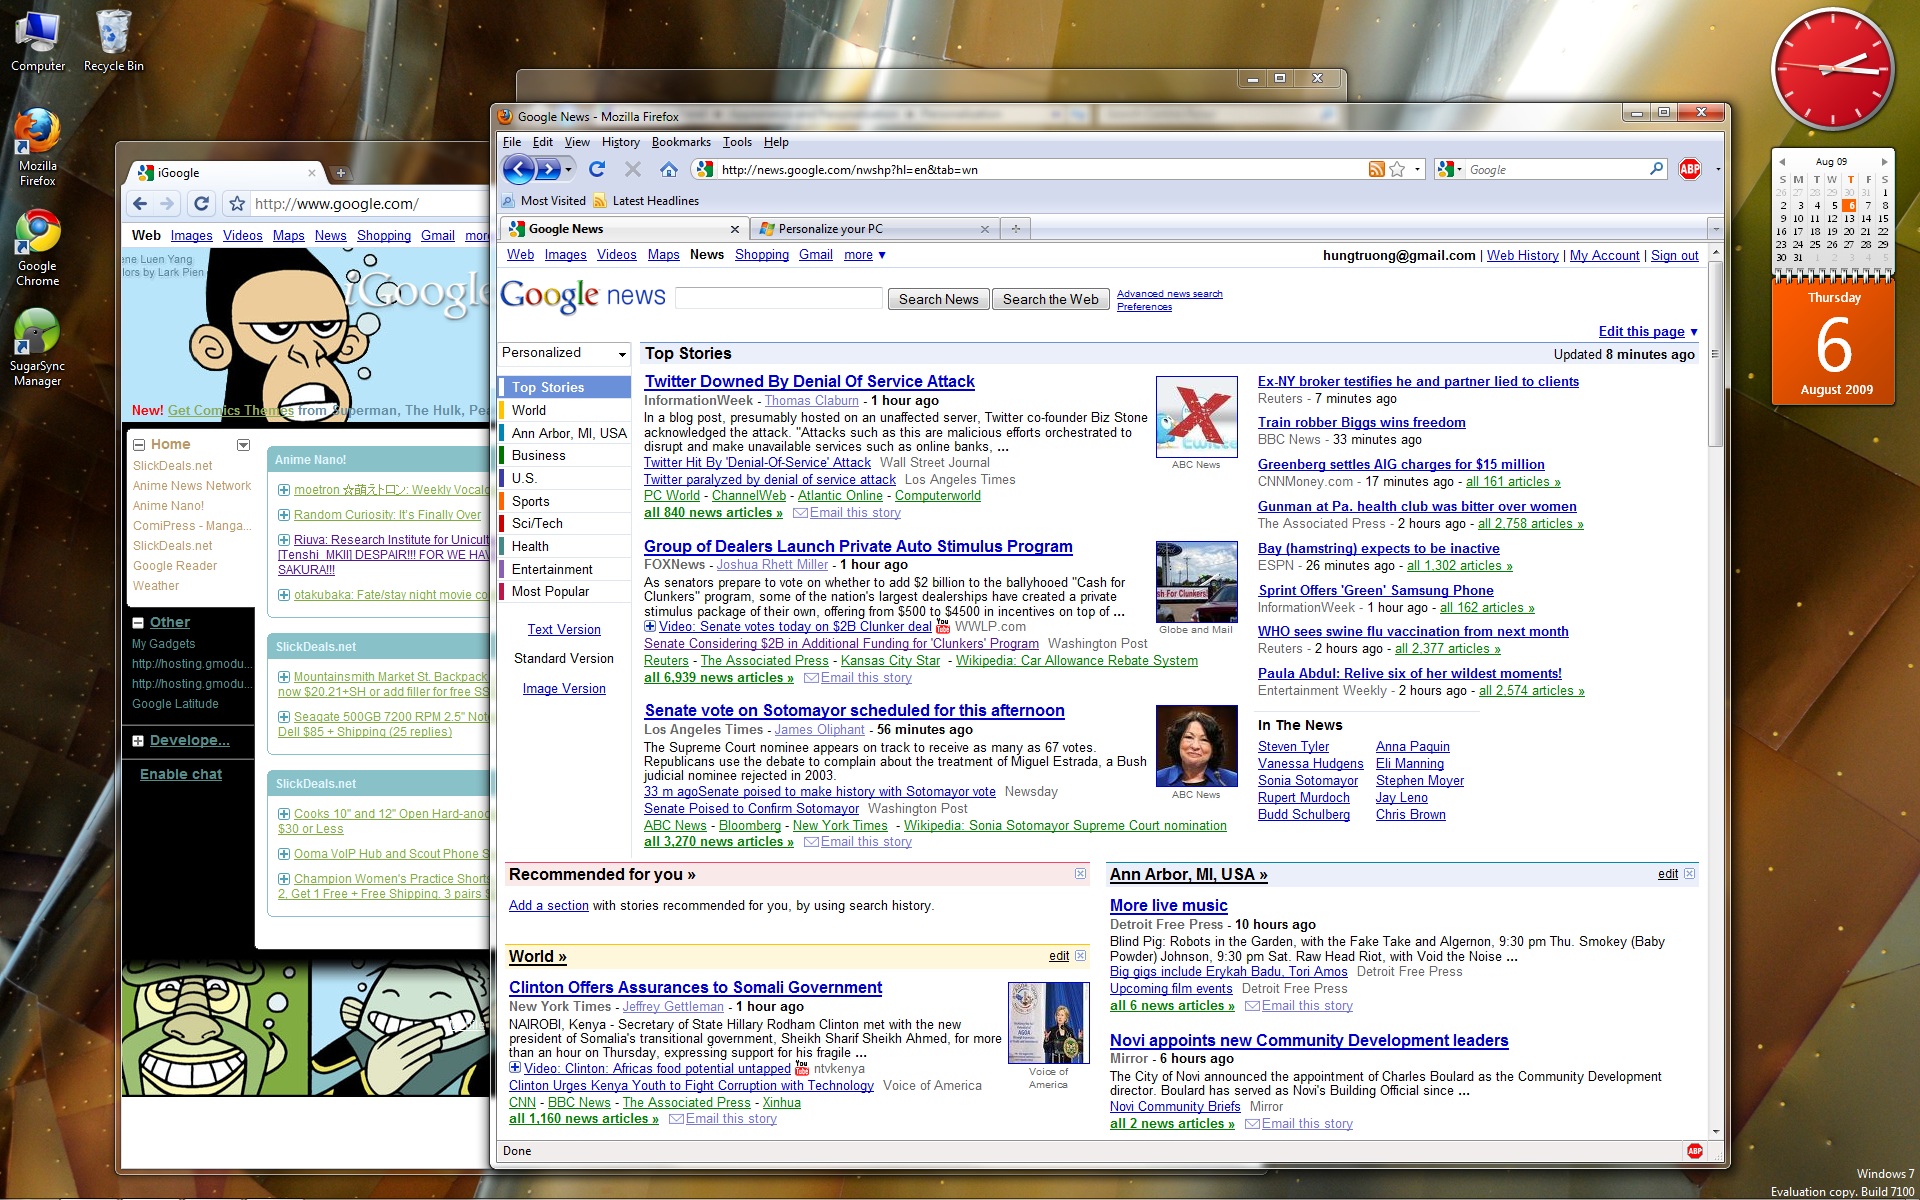 Computer
Recycle Bin
Mozilla Firefox
Google Chrome
SugarSync Manager
iGoogle
http://www.google.com/
Web Images Videos Maps News Shopping Gmail
Gene Luen Yang
Lark Pien
iGoogle
New! Get Comics Themes from Superman, The Hulk,
Home
SlickDeals.net
Anime News Network
Anime Nano!
ComiPress - Manga...
SlickDeals.net
Google Reader
Weather
Other
My Gadgets
http://hosting.gmodu...
http://hosting.gmodu...
Google Latitude
Develope...
Enable chat
Anime Nano!
moetron ☆萌えトロン: Weekly
Random Curiosity: It's Finally Over
Riuva: Research Institute for
[Tenshi_MKII] DESPAIR!!! FOR WE
SAKURA!!!
otakubaka: Fate/stay night movie
SlickDeals.net
Mountainsmith Market St. Backpack
now $20.21+SH or add filler for free
Seagate 500GB 7200 RPM 2.5"
Dell $85 + Shipping (25 replies)
SlickDeals.net
Cooks 10" and 12" Open
$30 or Less
Ooma VoIP Hub and Scout Phone
Champion Women's Practice
2, Get 1 Free + Free Shipping. 3 pairs
Google News - Mozilla Firefox
File Edit View History Bookmarks Tools Help
http://news.google.com/nwshp?hl=en&tab=wn
Google
ABP
Most Visited Latest Headlines
Google News
Personalize your PC
Web Images Videos Maps News Shopping Gmail more ▼
hungtruong@gmail.com | Web History | My Account | Sign out
Google news
Search News
Search the Web
Advanced news search
Preferences
Edit this page ▼
Personalized
Top Stories
World
Ann Arbor, MI, USA
Business
U.S.
Sports
Sci/Tech
Health
Entertainment
Most Popular
Text Version
Standard Version
Image Version
Top Stories
Updated 8 minutes ago
Twitter Downed By Denial Of Service Attack
InformationWeek - Thomas Claburn - 1 hour ago
In a blog post, presumably hosted on an unaffected server, Twitter co-founder Biz Stone
acknowledged the attack. "Attacks such as this are malicious efforts orchestrated to
disrupt and make unavailable services such as online banks, ...
Twitter Hit By 'Denial-Of-Service' Attack Wall Street Journal
Twitter paralyzed by denial of service attack Los Angeles Times
PC World - ChannelWeb - Atlantic Online - Computerworld
all 840 news articles » Email this story
ABC News
Group of Dealers Launch Private Auto Stimulus Program
FOXNews - Joshua Rhett Miller - 1 hour ago
As senators prepare to vote on whether to add $2 billion to the ballyhooed "Cash for
Clunkers" program, some of the nation's largest dealerships have created a private
stimulus package of their own, offering from $500 to $4500 in incentives on top of ...
Video: Senate votes today on $2B Clunker deal You Tube WWLP.com
Senate Considering $2B in Additional Funding for 'Clunkers' Program Washington Post
Reuters - The Associated Press - Kansas City Star - Wikipedia: Car Allowance Rebate System
all 6,939 news articles » Email this story
Globe and Mail
Senate vote on Sotomayor scheduled for this afternoon
Los Angeles Times - James Oliphant - 56 minutes ago
The Supreme Court nominee appears on track to receive as many as 67 votes.
Republicans use the debate to complain about the treatment of Miguel Estrada, a Bush
judicial nominee rejected in 2003.
33 m agoSenate poised to make history with Sotomayor vote Newsday
Senate Poised to Confirm Sotomayor Washington Post
ABC News - Bloomberg - New York Times - Wikipedia: Sonia Sotomayor Supreme Court nomination
all 3,270 news articles » Email this story
ABC News
Ex-NY broker testifies he and partner lied to clients
Reuters - 7 minutes ago
Train robber Biggs wins freedom
BBC News - 33 minutes ago
Greenberg settles AIG charges for $15 million
CNNMoney.com - 17 minutes ago - all 161 articles »
Gunman at Pa. health club was bitter over women
The Associated Press - 2 hours ago - all 2,758 articles »
Bay (hamstring) expects to be inactive
ESPN - 26 minutes ago - all 1,302 articles »
Sprint Offers 'Green' Samsung Phone
InformationWeek - 1 hour ago - all 162 articles »
WHO sees swine flu vaccination from next month
Reuters - 2 hours ago - all 2,377 articles »
Paula Abdul: Relive six of her wildest moments!
Entertainment Weekly - 2 hours ago - all 2,574 articles »
In The News
Steven Tyler Anna Paquin
Vanessa Hudgens Eli Manning
Sonia Sotomayor Stephen Moyer
Rupert Murdoch Jay Leno
Budd Schulberg Chris Brown
Recommended for you »
Add a section with stories recommended for you, by using search history.
World »
edit
Clinton Offers Assurances to Somali Government
New York Times - Jeffrey Gettleman - 1 hour ago
NAIROBI, Kenya - Secretary of State Hillary Rodham Clinton met with the new
president of Somalia's transitional government, Sheikh Sharif Sheikh Ahmed, for more
than an hour on Thursday, expressing support for his fragile ...
Video: Clinton: Africas food potential untapped You Tube ntvkenya
Clinton Urges Kenya Youth to Fight Corruption with Technology Voice of America
CNN - BBC News - The Associated Press - Xinhua
all 1,160 news articles » Email this story
Voice of America
Ann Arbor, MI, USA »
edit
More live music
Detroit Free Press - 10 hours ago
Blind Pig: Robots in the Garden, with the Fake Take and Algernon, 9:30 pm Thu. Smokey (Baby
Powder) Johnson, 9:30 pm Sat. Raw Head Riot, with Void the Noise ...
Big gigs include Erykah Badu, Tori Amos Detroit Free Press
Upcoming film events Detroit Free Press
all 6 news articles » Email this story
Novi appoints new Community Development leaders
Mirror - 6 hours ago
The City of Novi announced the appointment of Charles Boulard as the Community Development
director. Boulard has served as Novi's Building Official since ...
Novi Community Briefs Mirror
all 2 news articles » Email this story
Done
ABP
Aug 09
S M T W T F S
26 27 28 29 30 31 1
2 3 4 5 6 7 8
9 10 11 12 13 14 15
16 17 18 19 20 21 22
23 24 25 26 27 28 29
30 31 1 2 3 4 5
Thursday
6
August 2009
Windows 7
Evaluation copy. Build 7100